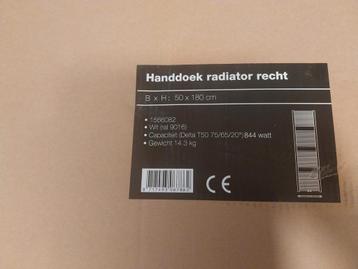 Handdoek radiator recht
B x H: 50 x 180 cm
• 1566082
• Wit (ral 9016)
• Capaciteit (Delta T50 75/65/20°) 844 watt
• Gewicht 14.3 kg
CE